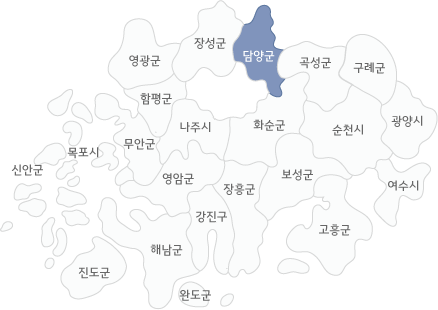 장성군
담양군
영광군
곡성군
구례군
함평군
나주시
화순군
순천시
광양시
무안군
목포시
신안군
영암군
장흥군
보성군
여수시
강진구
고흥군
해남군
진도군
완도군